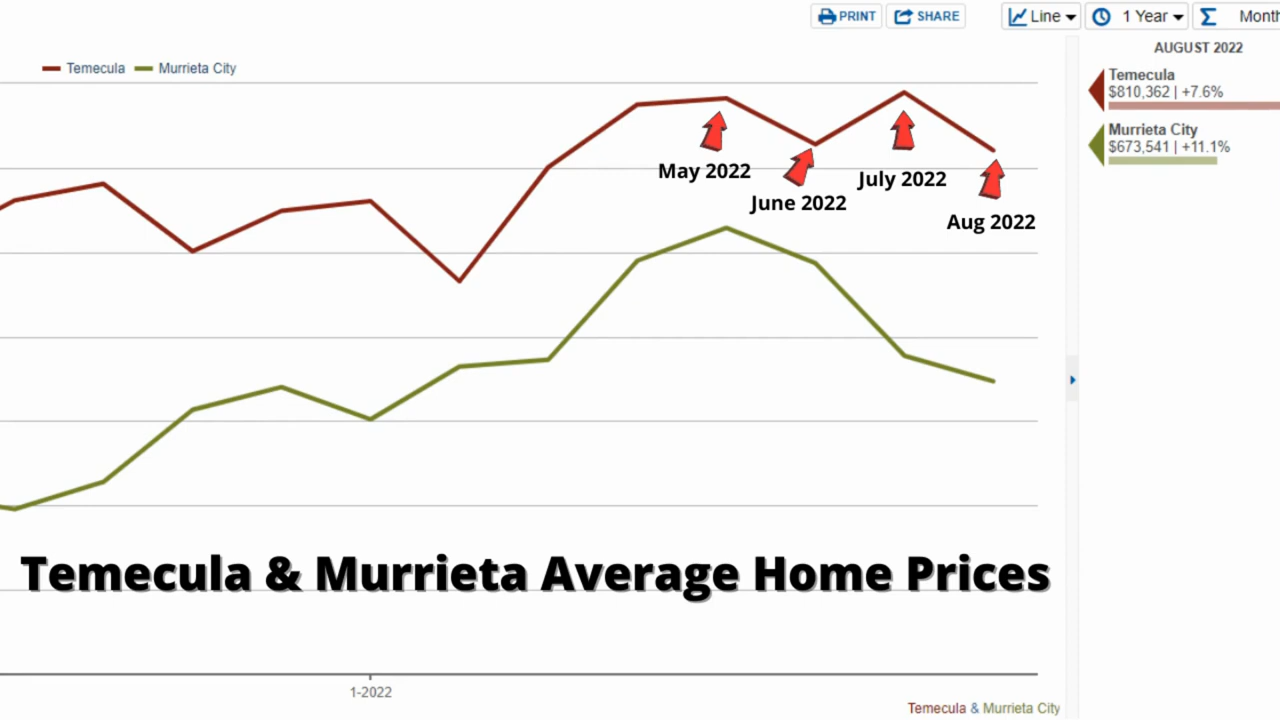 PRINT SHARE Line 1 Year Σ Month
AUGUST 2022
Temecula Murrieta City
Temecula
$810,362 | +7.6%
Murrieta City
$673,541 | +11.1%
May 2022
June 2022
July 2022
Aug 2022
Temecula & Murrieta Average Home Prices
1-2022
Temecula & Murrieta City